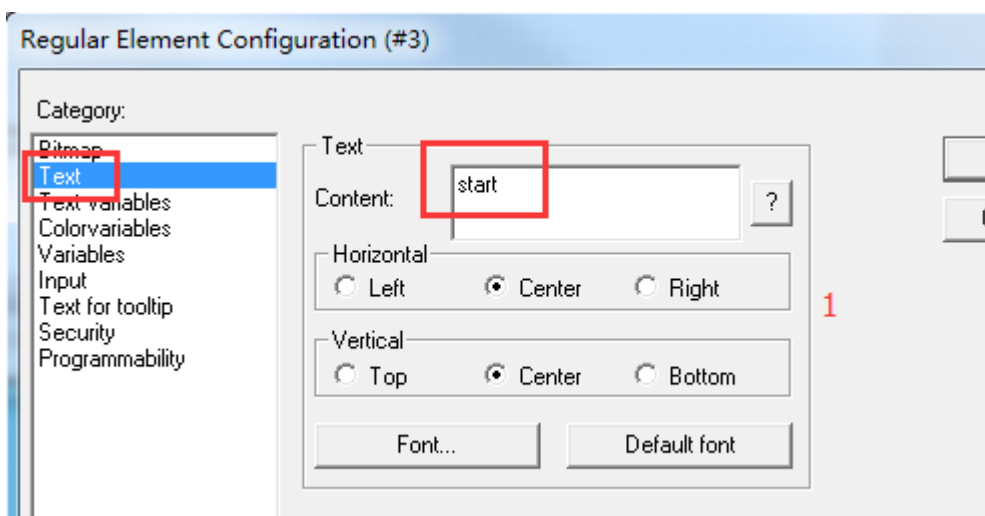 Regular Element Configuration (#3)
Category:
Bitmap
Text
Text variables
Colorvariables
Variables
Input
Text for tooltip
Security
Programmability
Text
Content:
start
?
Horizontal
Left Center Right
Vertical
Top Center Bottom
Font... Default font
1